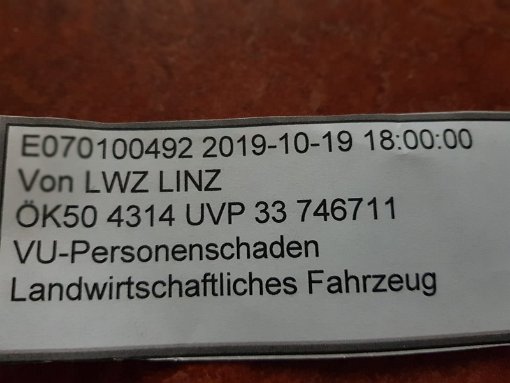 E070100492 2019-10-19 18:00:00
Von LWZ LINZ
ÖK50 4314 UVP 33 746711
VU-Personenschaden
Landwirtschaftliches Fahrzeug